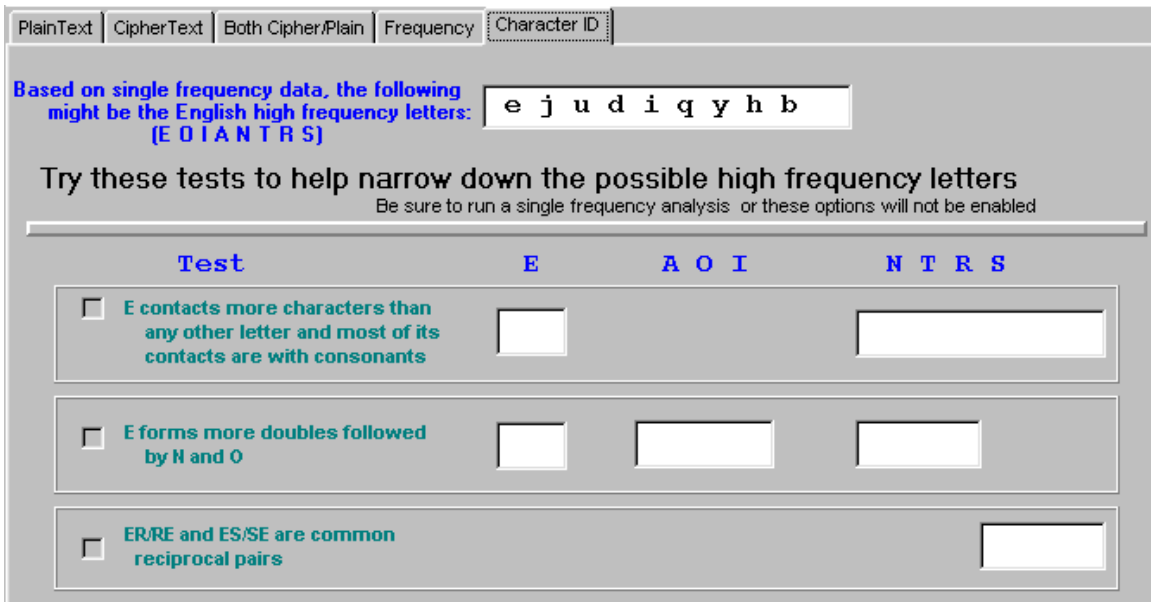 PlainText CipherText Both Cipher/Plain Frequency Character ID
Based on single frequency data, the following
might be the English high frequency letters:
(E O I A N T R S)
e j u d i q y h b
Try these tests to help narrow down the possible high frequency letters
Be sure to run a single frequency analysis or these options will not be enabled
Test E A O I N T R S
E contacts more characters than
any other letter and most of its
contacts are with consonants
E forms more doubles followed
by N and O
ER/RE and ES/SE are common
reciprocal pairs